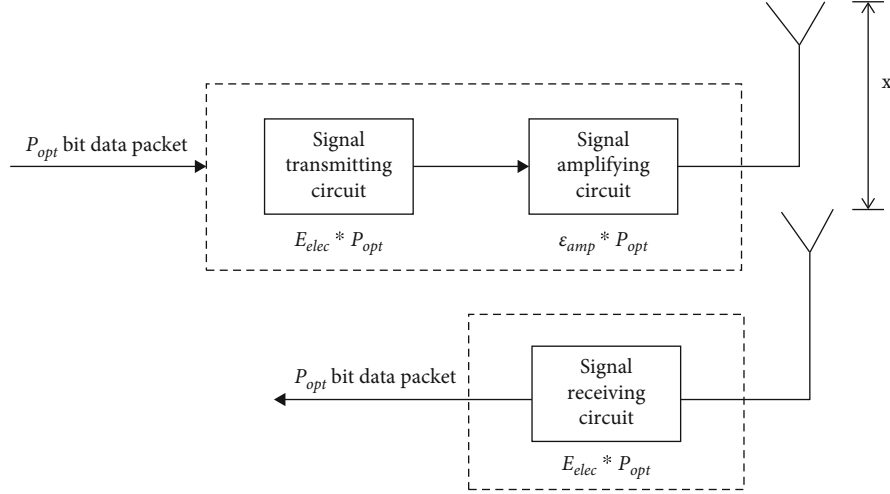 x
P_opt bit data packet
Signal
transmitting
circuit
Signal
amplifying
circuit
E_elec * P_opt
ε_amp * P_opt
P_opt bit data packet
Signal
receiving
circuit
E_elec * P_opt